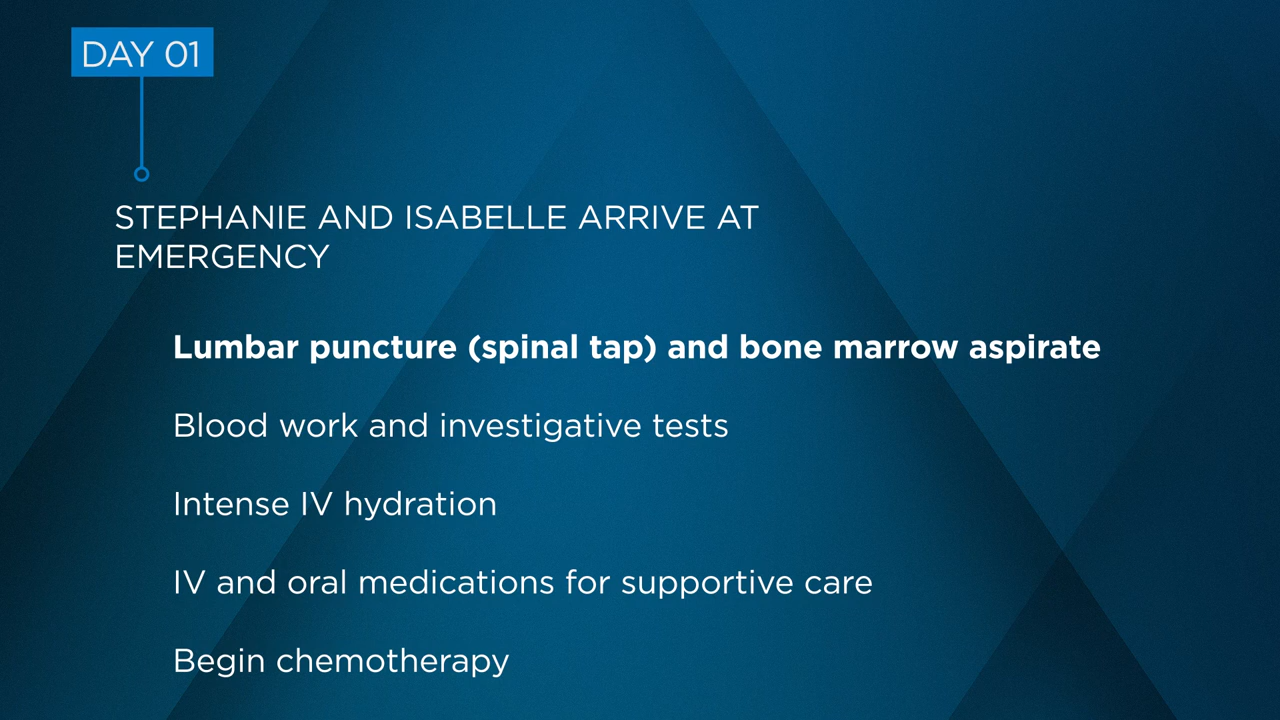 DAY 01
STEPHANIE AND ISABELLE ARRIVE AT
EMERGENCY
Lumbar puncture (spinal tap) and bone marrow aspirate
Blood work and investigative tests
Intense IV hydration
IV and oral medications for supportive care
Begin chemotherapy